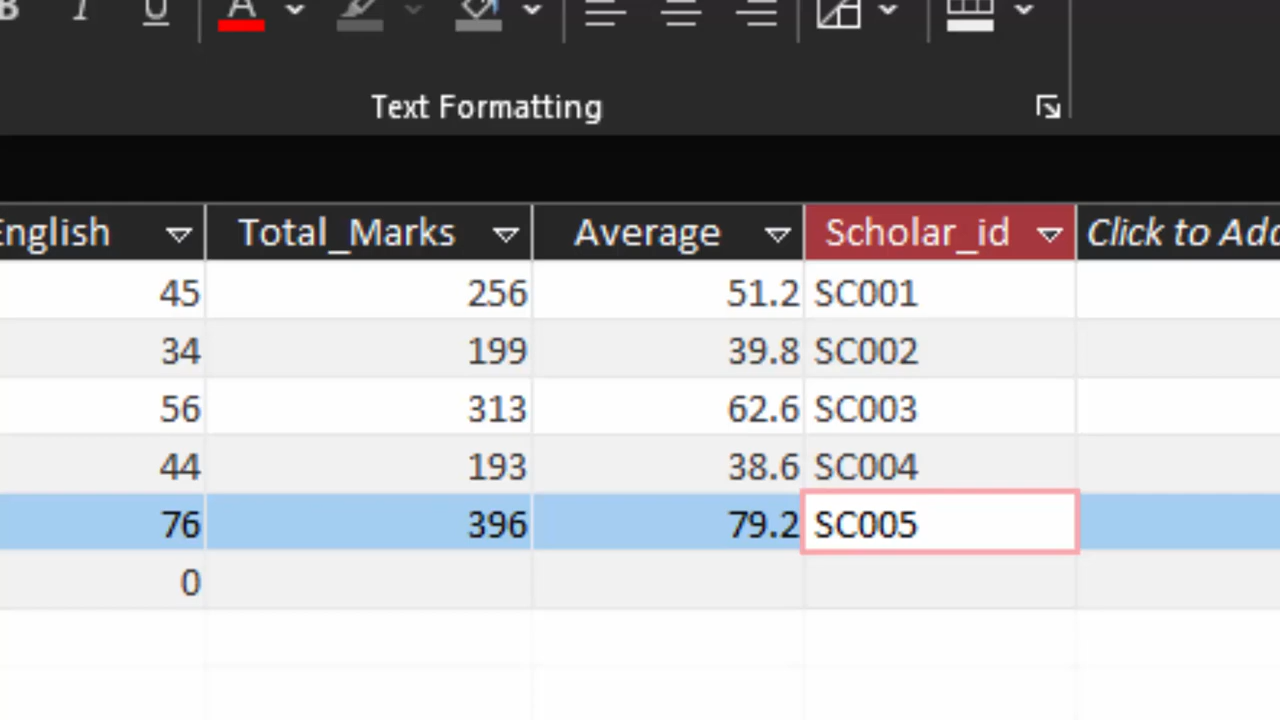 B I U A
Text Formatting
English Total_Marks Average Scholar_id Click to Add
45 256 51.2 SC001
34 199 39.8 SC002
56 313 62.6 SC003
44 193 38.6 SC004
76 396 79.2 SC005
0